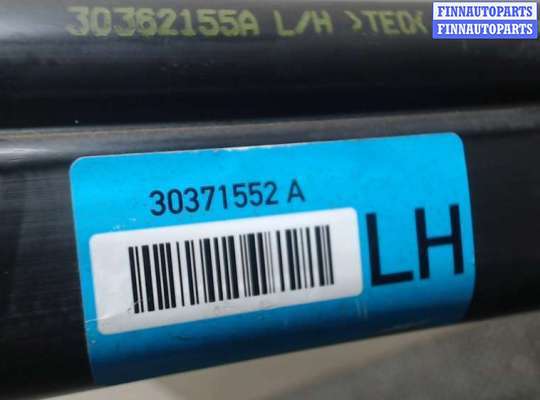 30362155A L/H >TEO<
FINNAUTOPARTS
FINNAUTOPARTS
30371552 A
LH